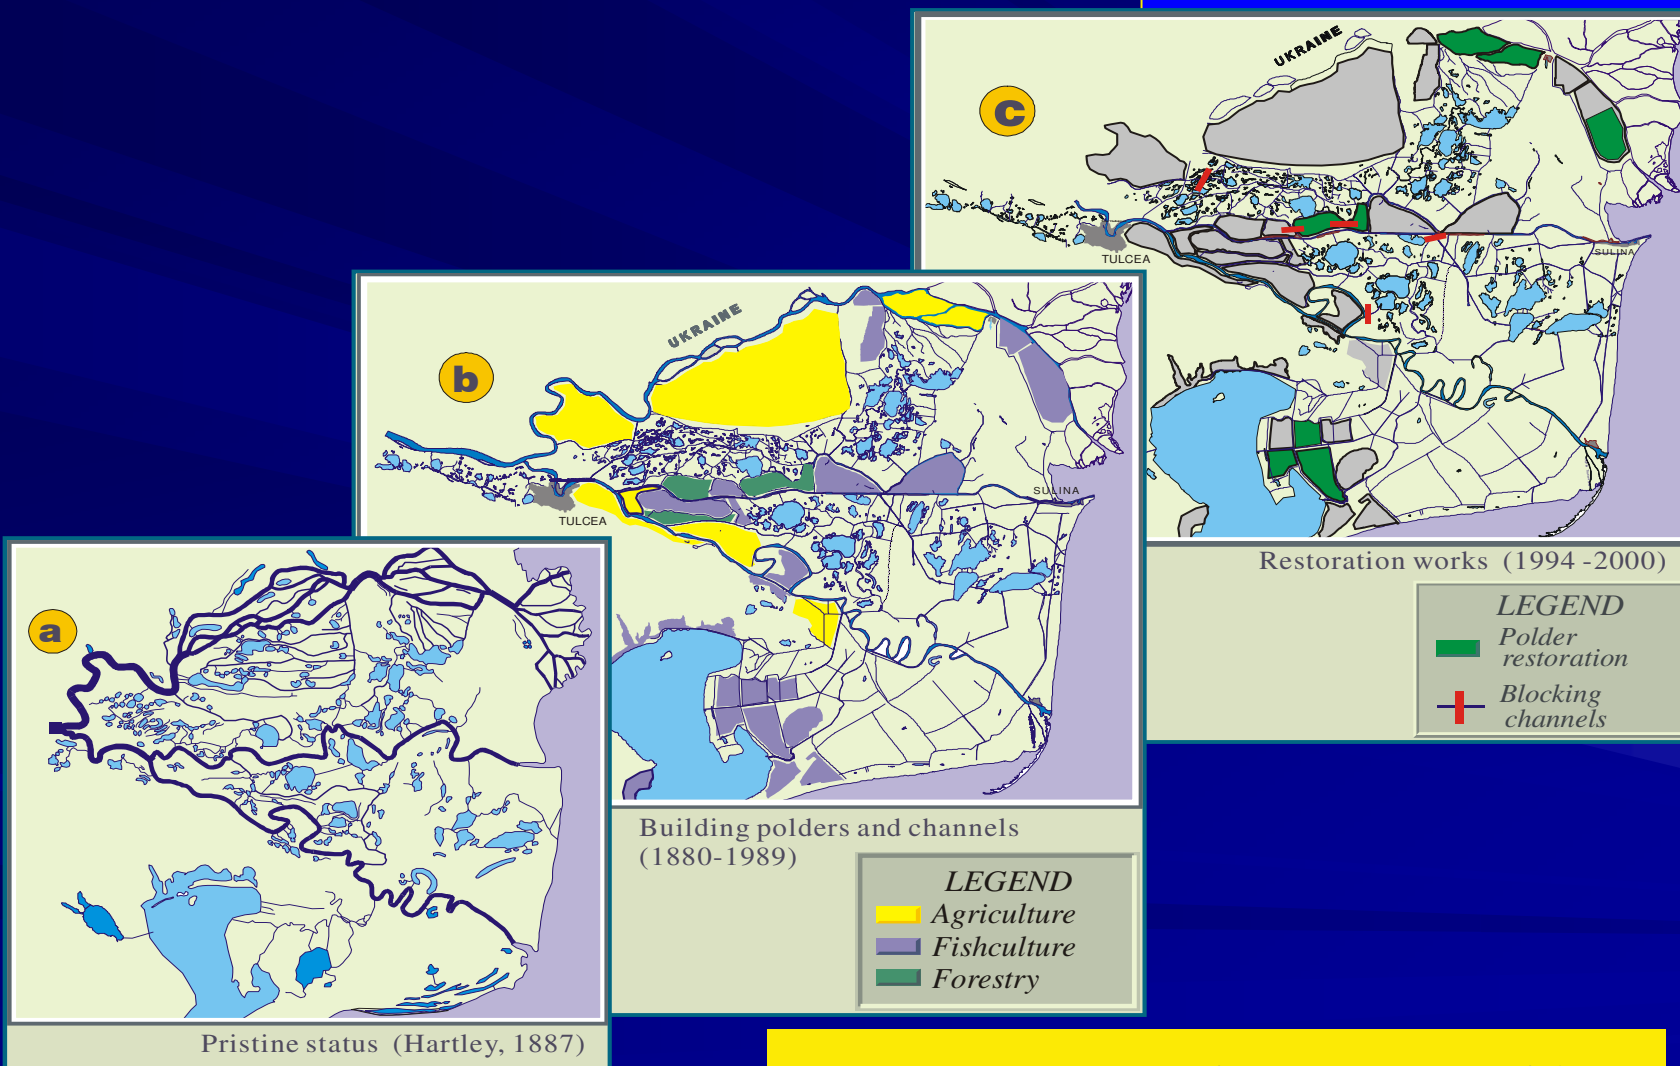 a
Pristine status (Hartley, 1887)
b
UKRAINE
TULCEA
SULINA
Building polders and channels
(1880-1989)
LEGEND
Agriculture
Fishculture
Forestry
c
UKRAINE
TULCEA
SULINA
Restoration works (1994 -2000)
LEGEND
Polder
restoration
Blocking
channels